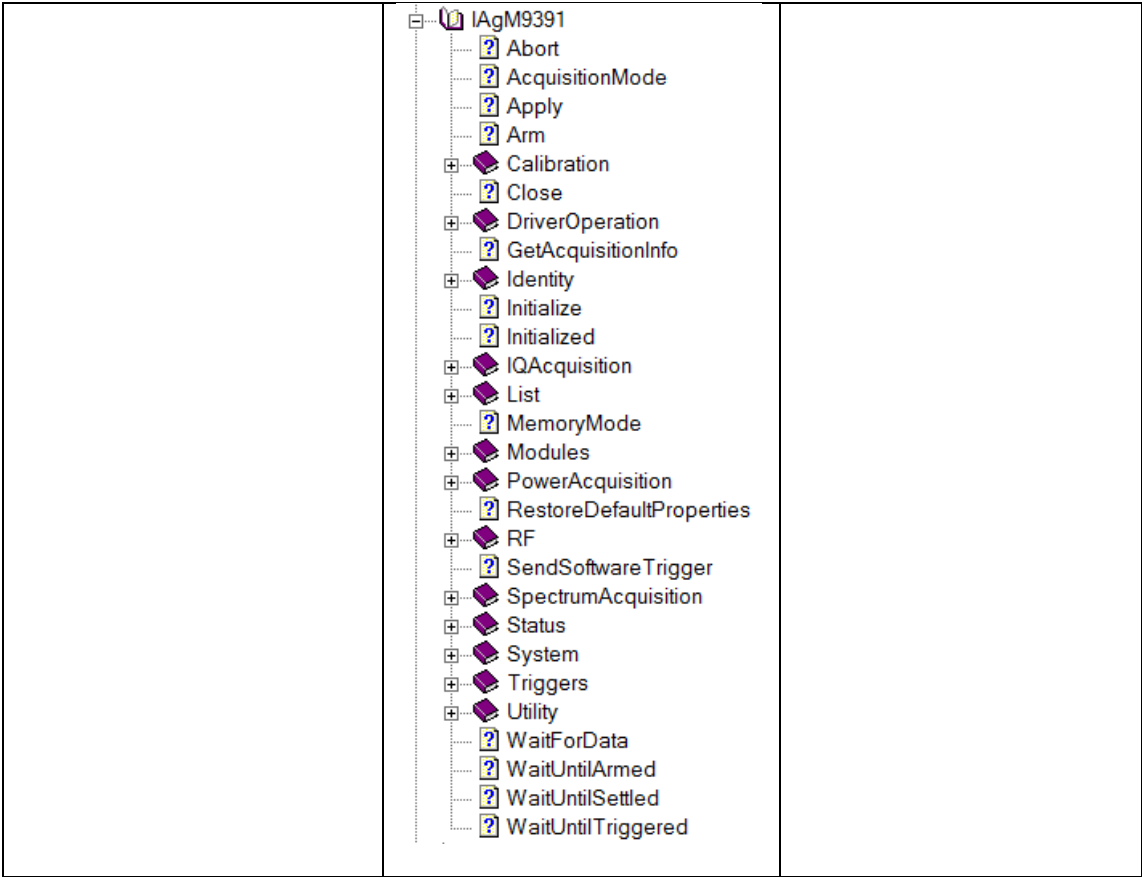 IAgM9391
Abort
AcquisitionMode
Apply
Arm
Calibration
Close
DriverOperation
GetAcquisitionInfo
Identity
Initialize
Initialized
IQAcquisition
List
MemoryMode
Modules
PowerAcquisition
RestoreDefaultProperties
RF
SendSoftwareTrigger
SpectrumAcquisition
Status
System
Triggers
Utility
WaitForData
WaitUntilArmed
WaitUntilSettled
WaitUntilTriggered